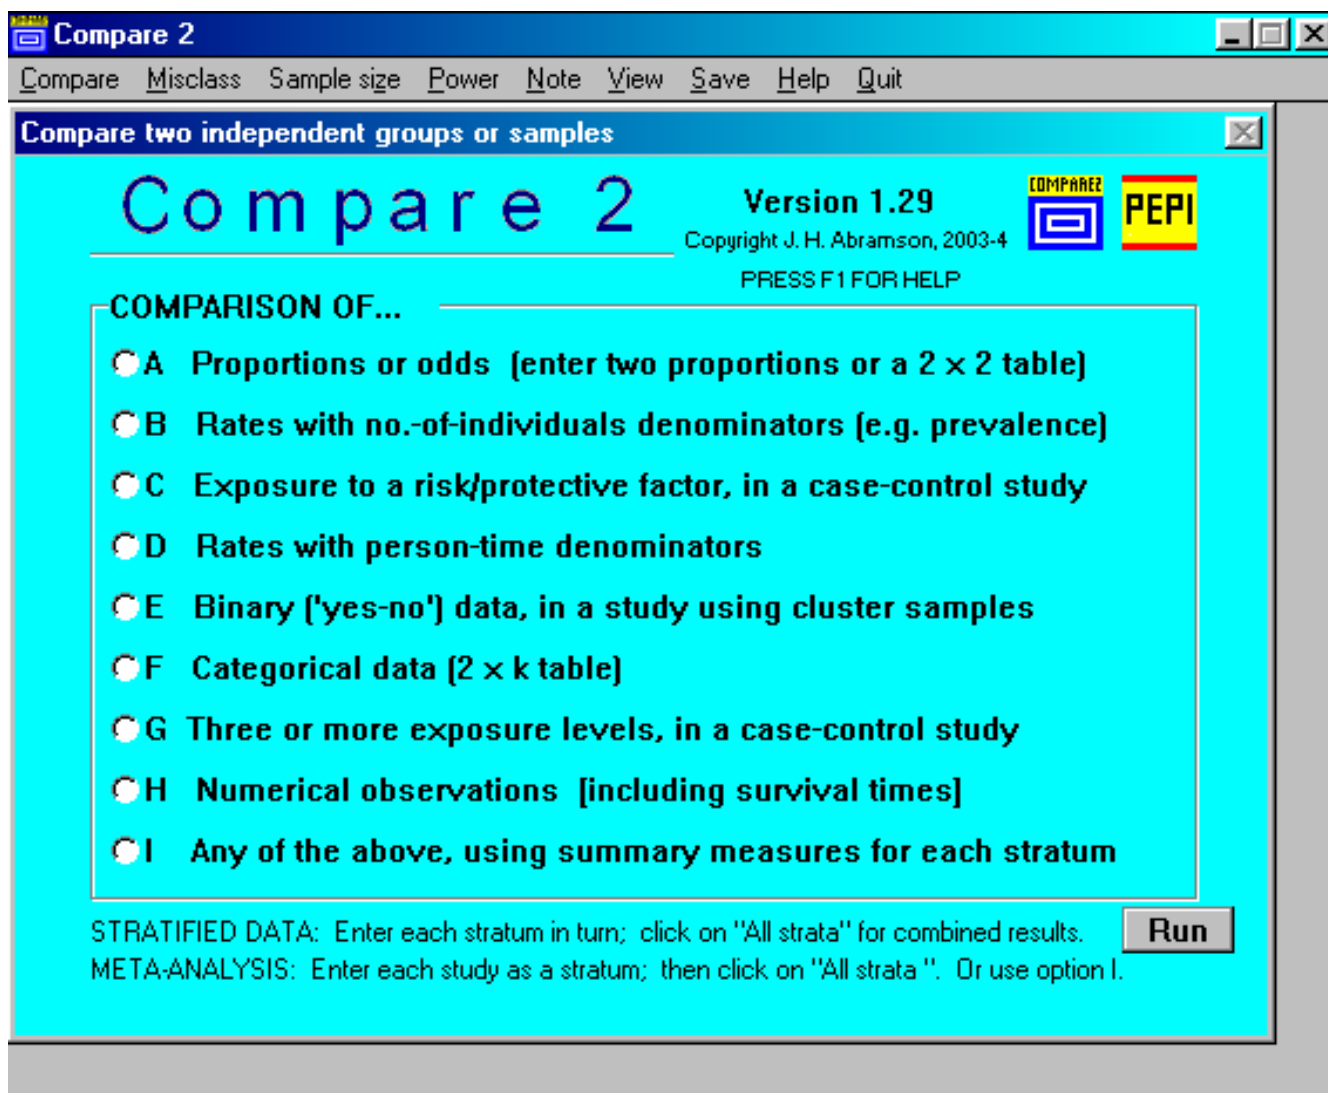 Compare 2
Compare Misclass Sample size Power Note View Save Help Quit
Compare two independent groups or samples
Compare 2
Version 1.29
Copyright J. H. Abramson, 2003-4
PRESS F1 FOR HELP
COMPARE2
PEPI
COMPARISON OF...
A Proportions or odds (enter two proportions or a 2 x 2 table)
B Rates with no.-of-individuals denominators (e.g. prevalence)
C Exposure to a risk/protective factor, in a case-control study
D Rates with person-time denominators
E Binary ('yes-no') data, in a study using cluster samples
F Categorical data (2 x k table)
G Three or more exposure levels, in a case-control study
H Numerical observations [including survival times]
I Any of the above, using summary measures for each stratum
STRATIFIED DATA: Enter each stratum in turn; click on "All strata" for combined results.
META-ANALYSIS: Enter each study as a stratum; then click on "All strata ". Or use option I.
Run